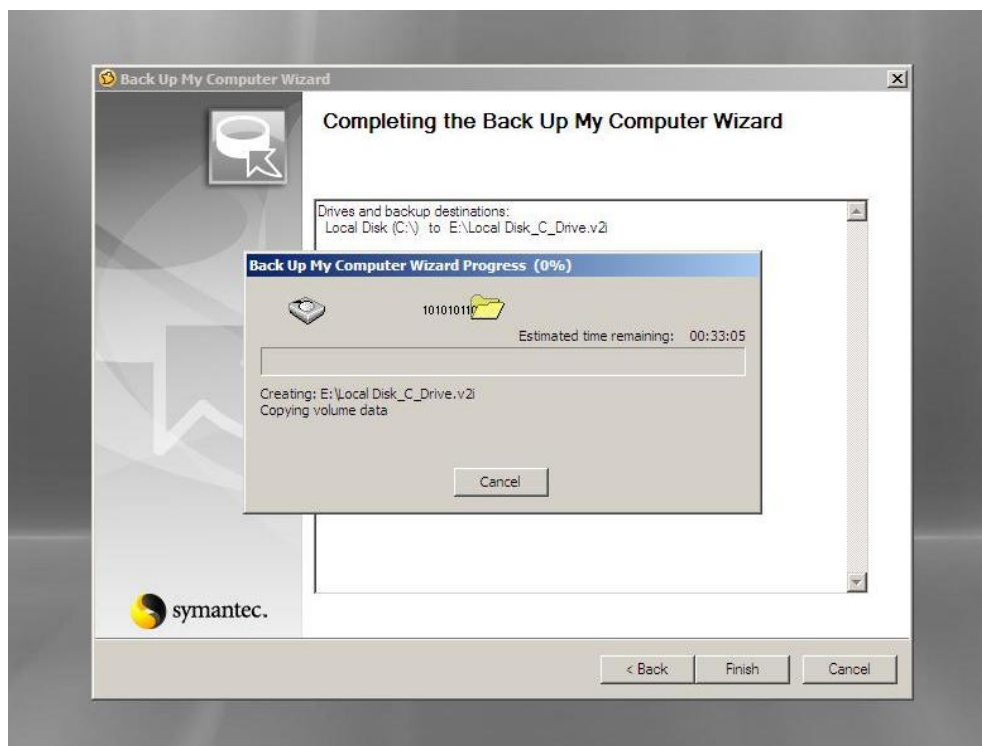 Back Up My Computer Wizard
Completing the Back Up My Computer Wizard
Drives and backup destinations:
Local Disk (C:\) to E:\Local Disk_C_Drive.v2i
Back Up My Computer Wizard Progress (0%)
101010110
Estimated time remaining: 00:33:05
Creating: E:\Local Disk_C_Drive.v2i
Copying volume data
Cancel
symantec.
< Back Finish Cancel